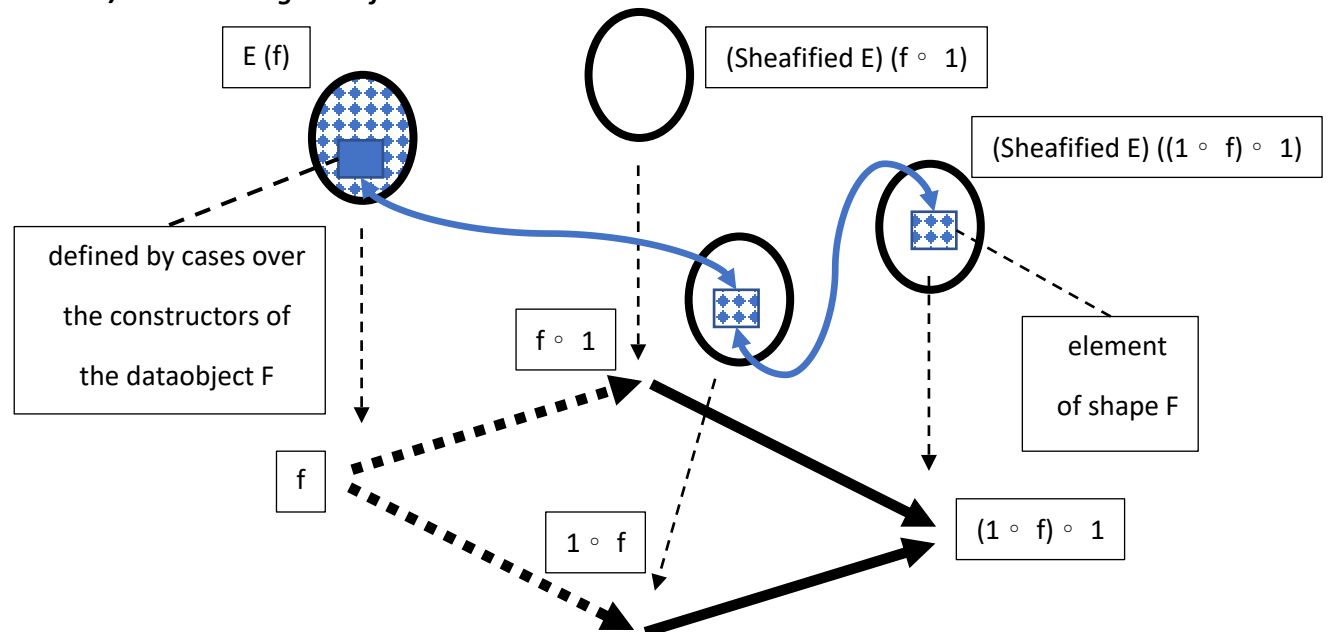 E (f)
(Sheafified E) (f ∘ 1)
(Sheafified E) ((1 ∘ f) ∘ 1)
defined by cases over
the constructors of
the dataobject F
f ∘ 1
element
of shape F
f
1 ∘ f
(1 ∘ f) ∘ 1